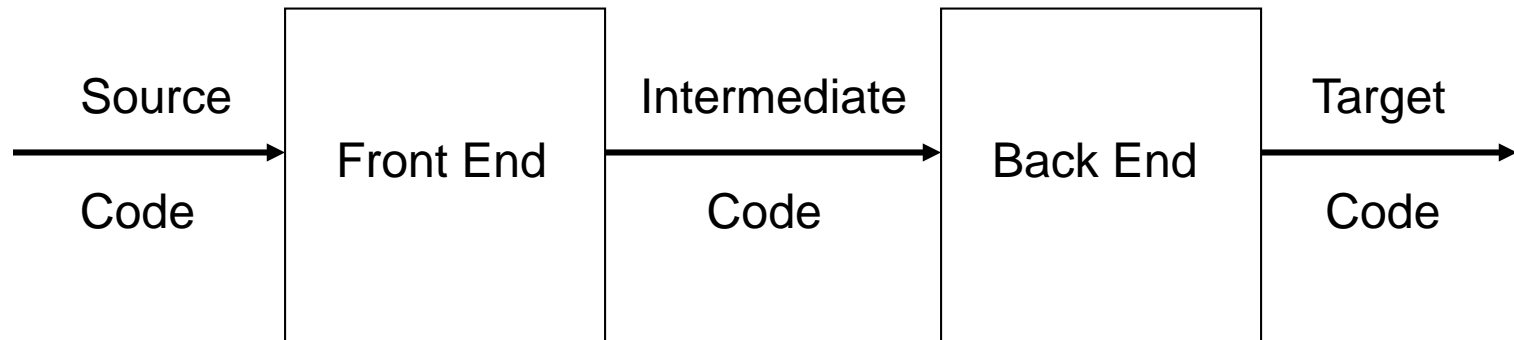 Source
Code
Front End
Intermediate
Code
Back End
Target
Code